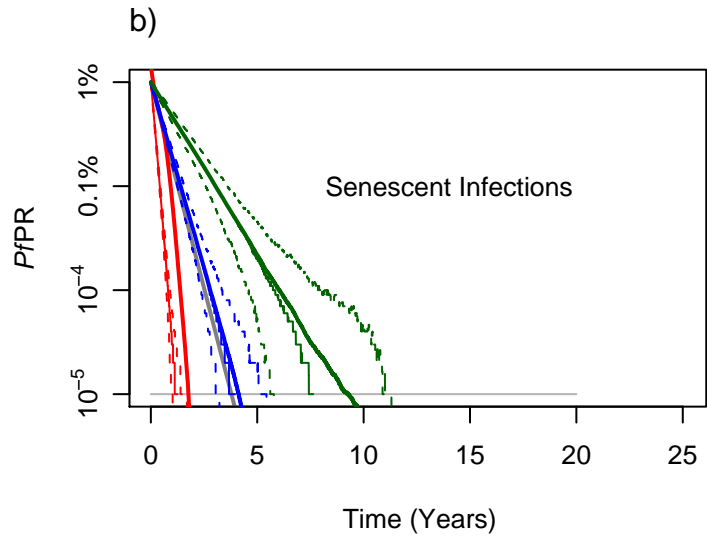 b)
1%
0.1%
10⁻⁴
10⁻⁵
PfPR
Senescent Infections
0 5 10 15 20 25
Time (Years)